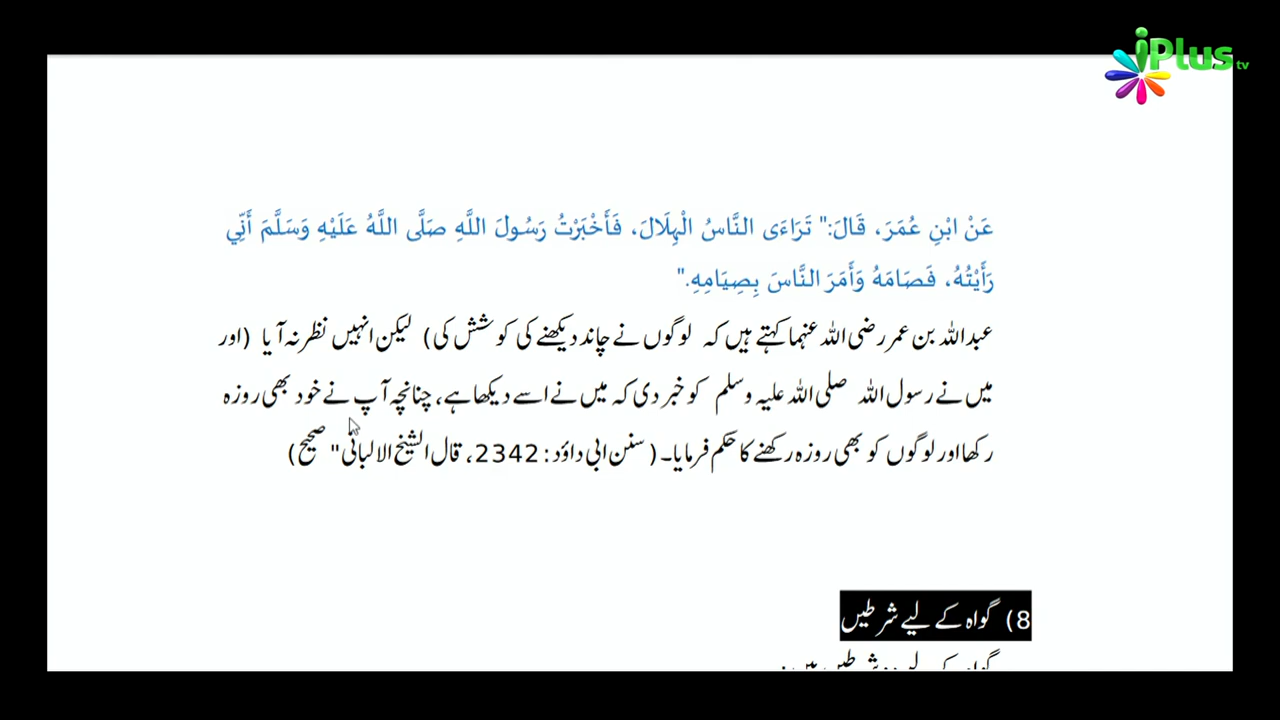 iPlus tv
عَنْ ابْنِ عُمَرَ، قَالَ:" تَرَاءَى النَّاسُ الْهِلَالَ، فَأَخْبَرْتُ رَسُولَ اللَّهِ صَلَّى اللَّهُ عَلَيْهِ وَسَلَّمَ أَنِّي
رَأَيْتُهُ، فَصَامَهُ وَأَمَرَ النَّاسَ بِصِيَامِهِ."
عبداللہ بن عمر رضی اللہ عنہما کہتے ہیں کہ لوگوں نے چاند دیکھنے کی کوشش کی) لیکن انہیں نظر نہ آیا (اور
میں نے رسول اللہ صلی اللہ علیہ وسلم کو خبر دی کہ میں نے اسے دیکھا ہے، چنانچہ آپ نے خود بھی روزہ
رکھا اور لوگوں کو بھی روزہ رکھنے کا حکم فرمایا۔ (سنن ابی داؤد: 2342، قال الشیخ الالبانی" صحیح)
8) گواہ کے لیے شرطیں